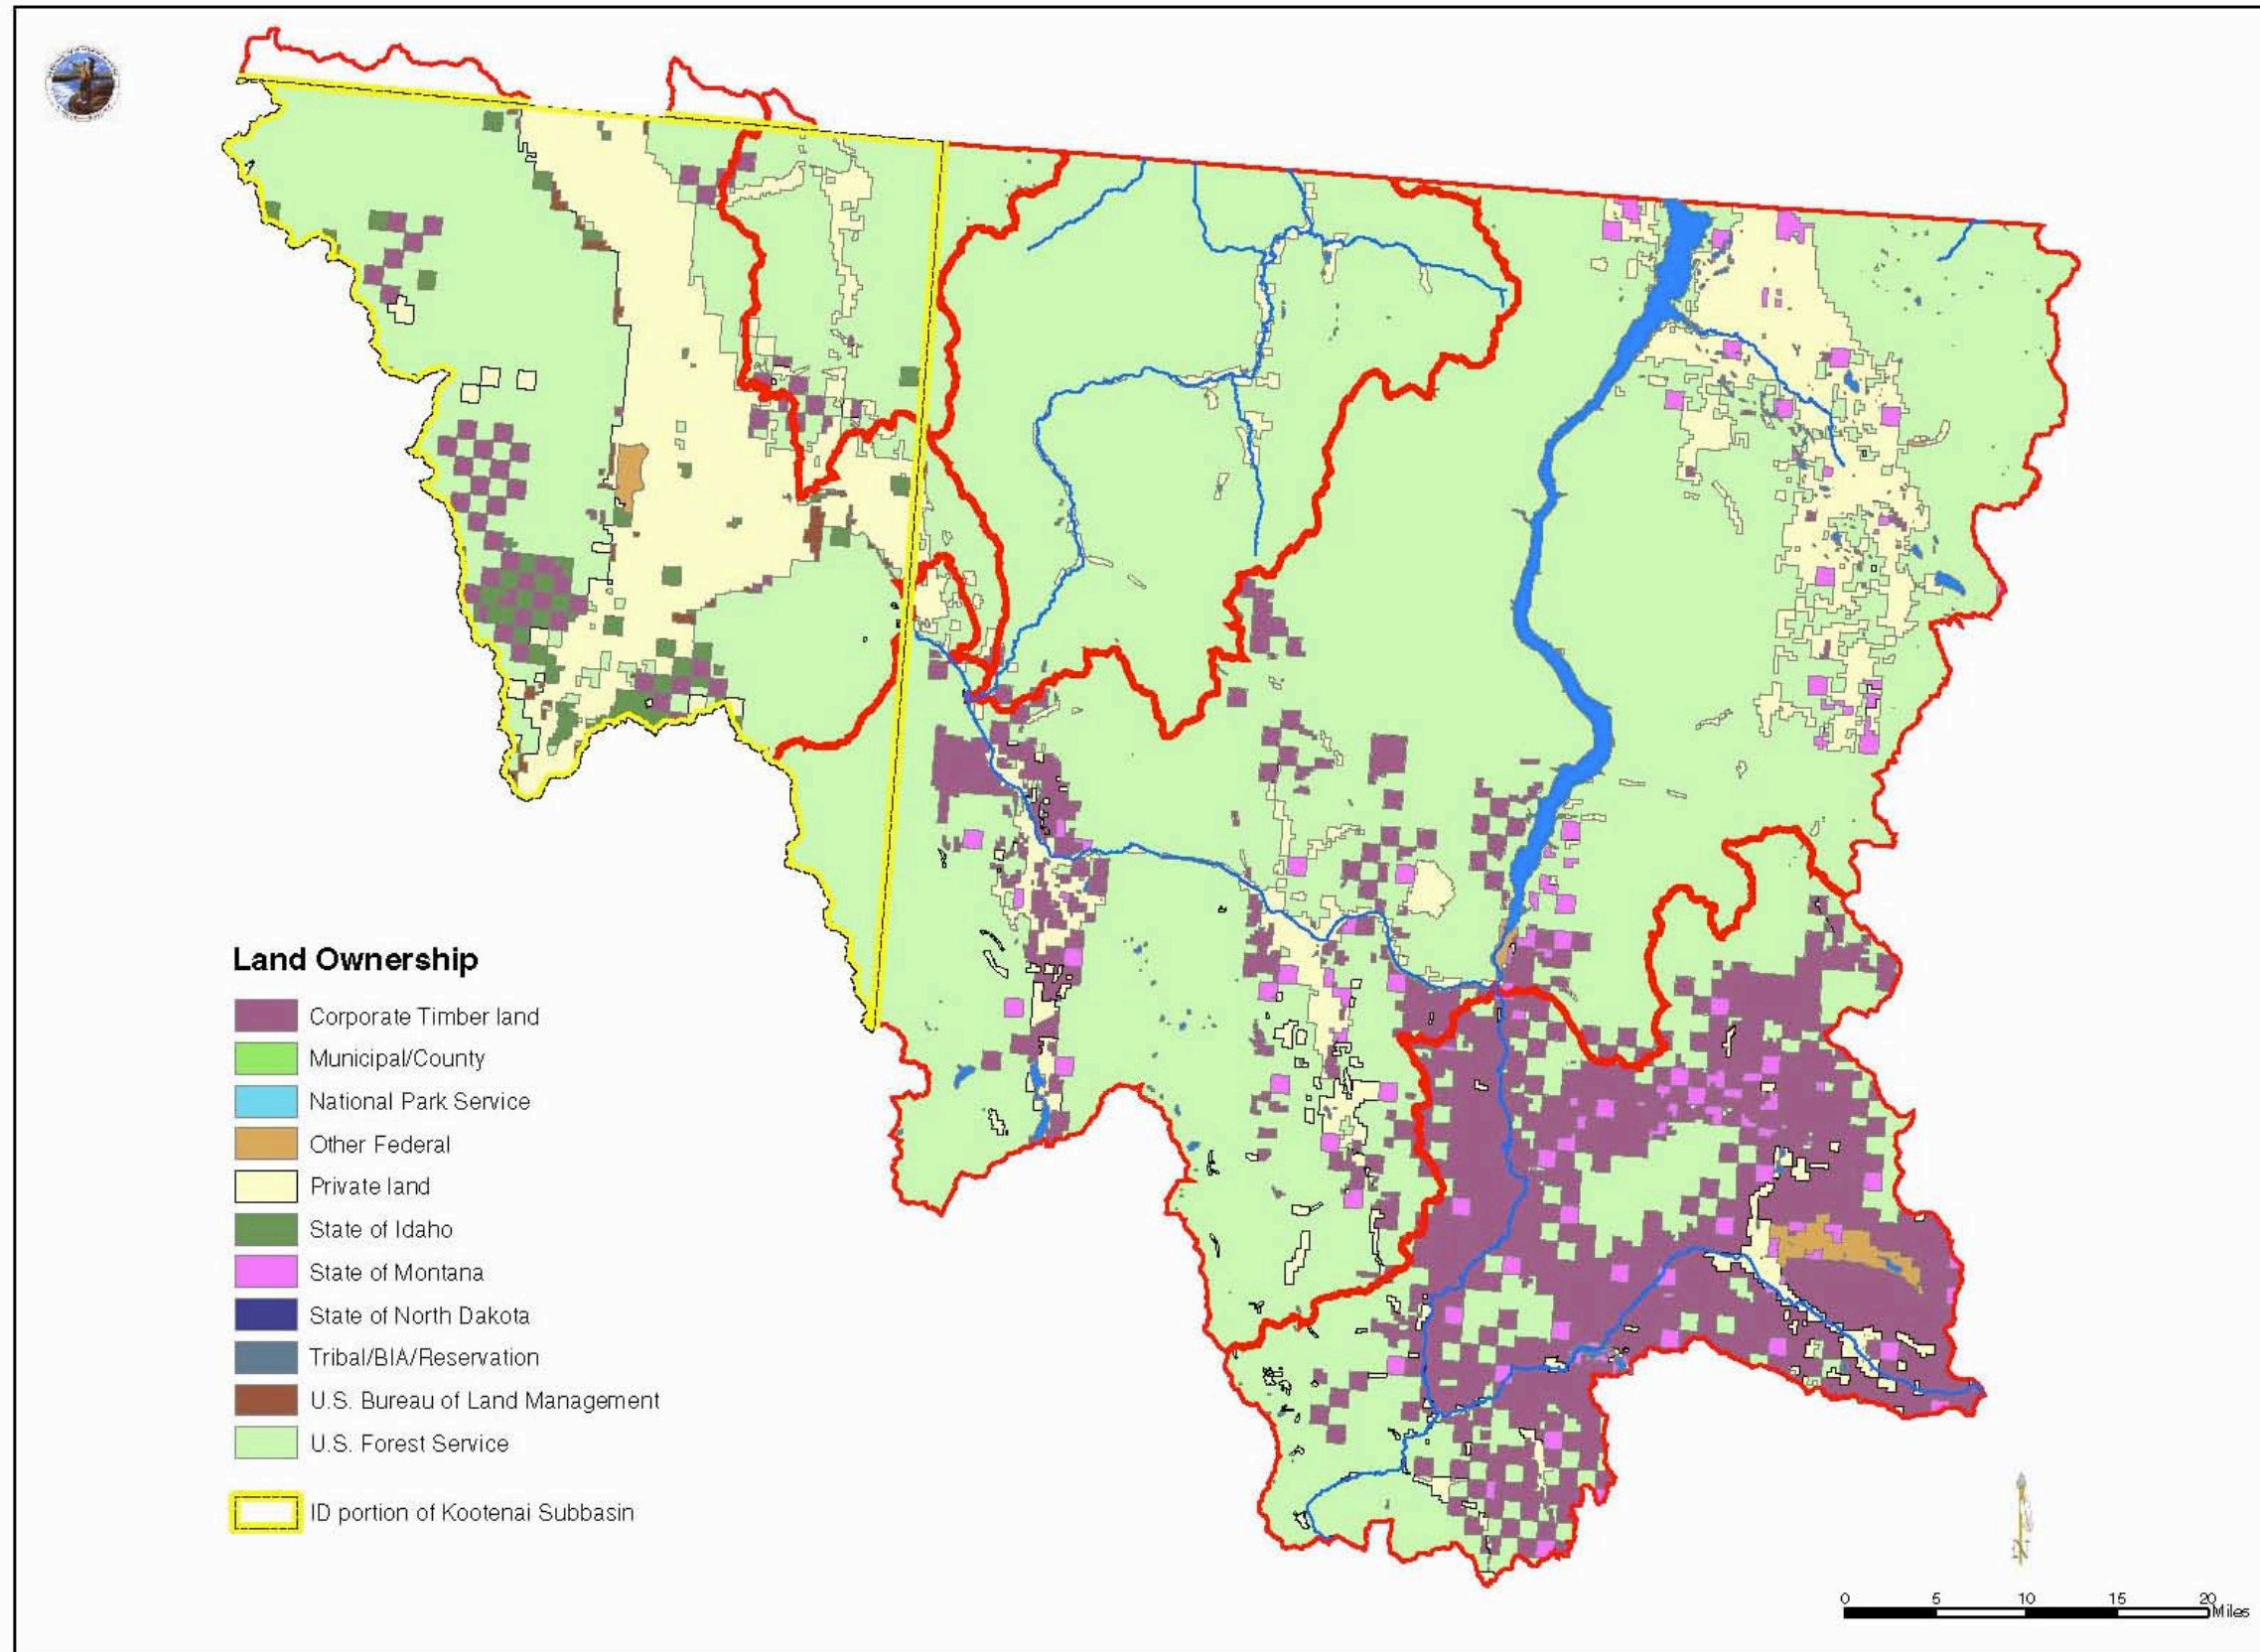 Land Ownership
Corporate Timber land
Municipal/County
National Park Service
Other Federal
Private land
State of Idaho
State of Montana
State of North Dakota
Tribal/BIA/Reservation
U.S. Bureau of Land Management
U.S. Forest Service
ID portion of Kootenai Subbasin
0 5 10 15 20 Miles